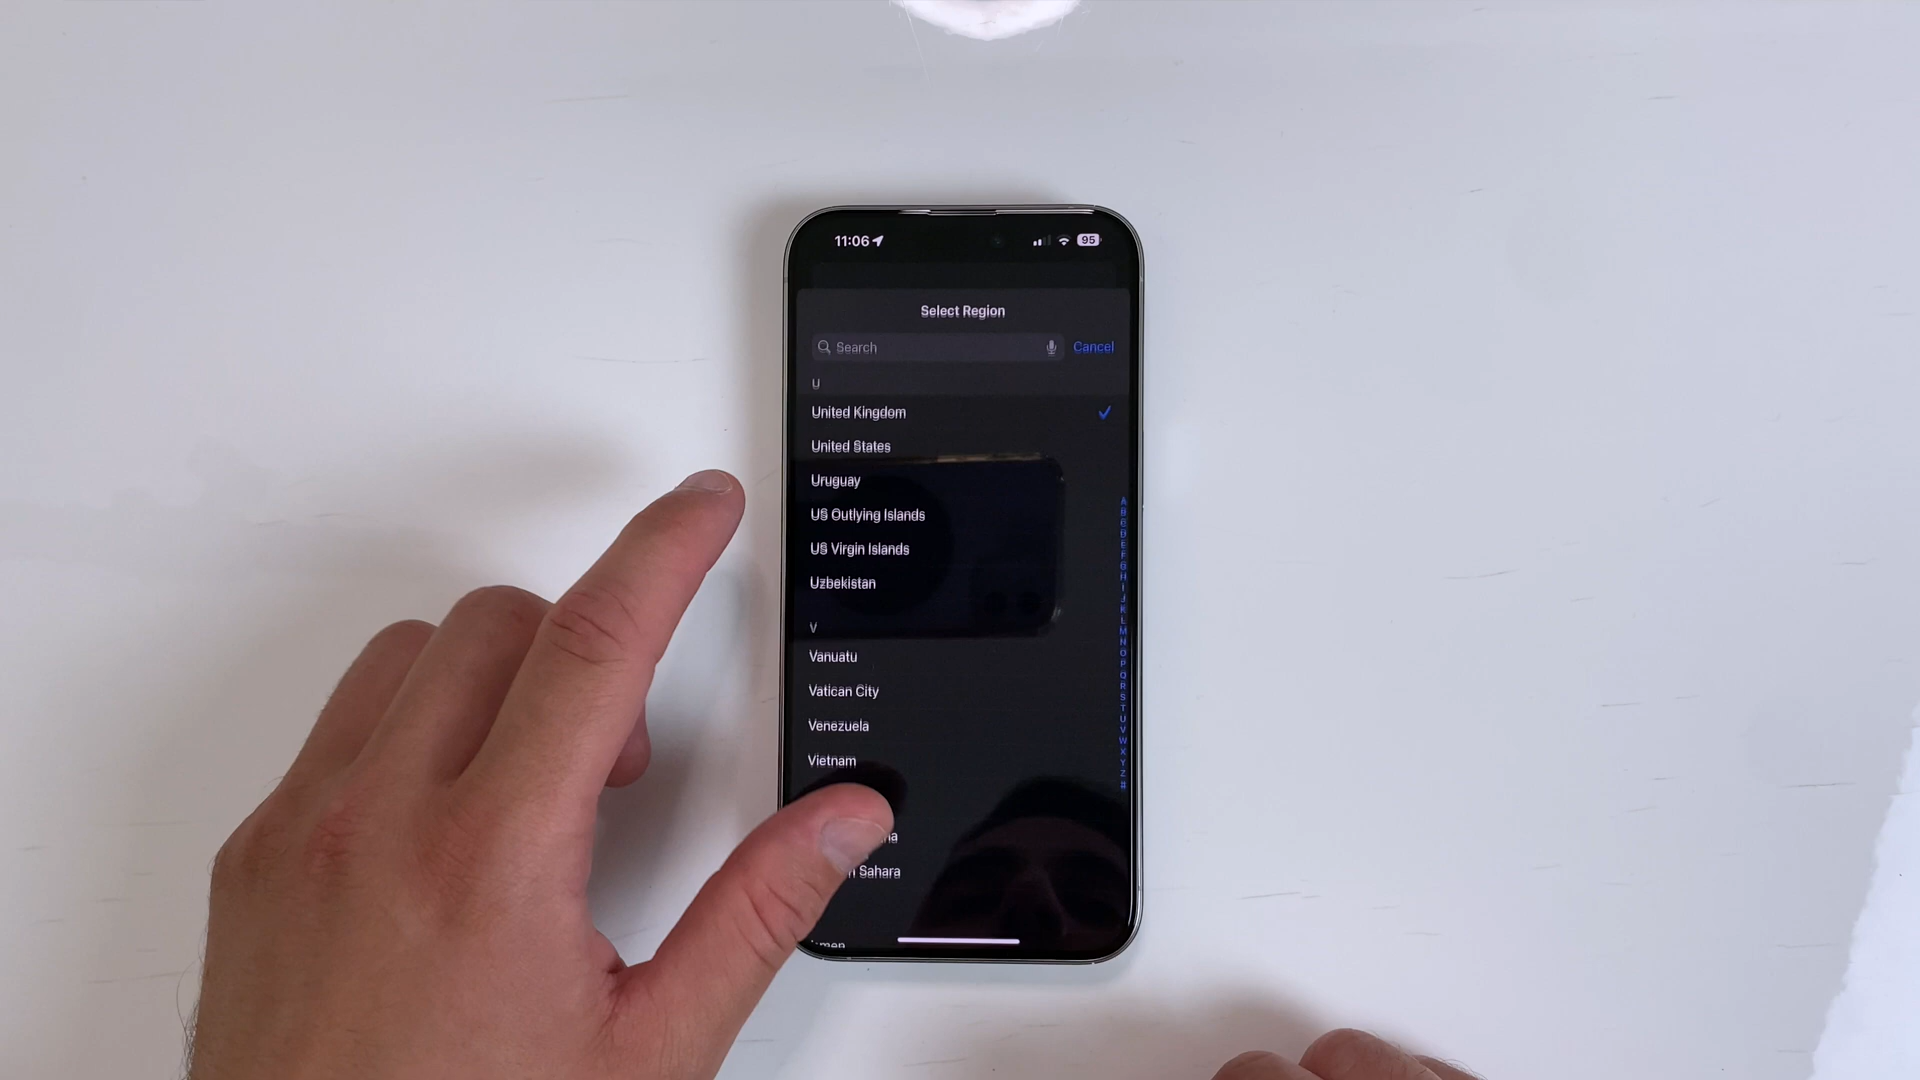 11:06
95
Select Region
Search
Cancel
U
United Kingdom
United States
Uruguay
US Outlying Islands
US Virgin Islands
Uzbekistan
V
Vanuatu
Vatican City
Venezuela
Vietnam
Sahara
A
B
C
D
E
F
G
H
I
J
K
L
M
N
O
P
Q
R
S
T
U
V
W
X
Y
Z
#